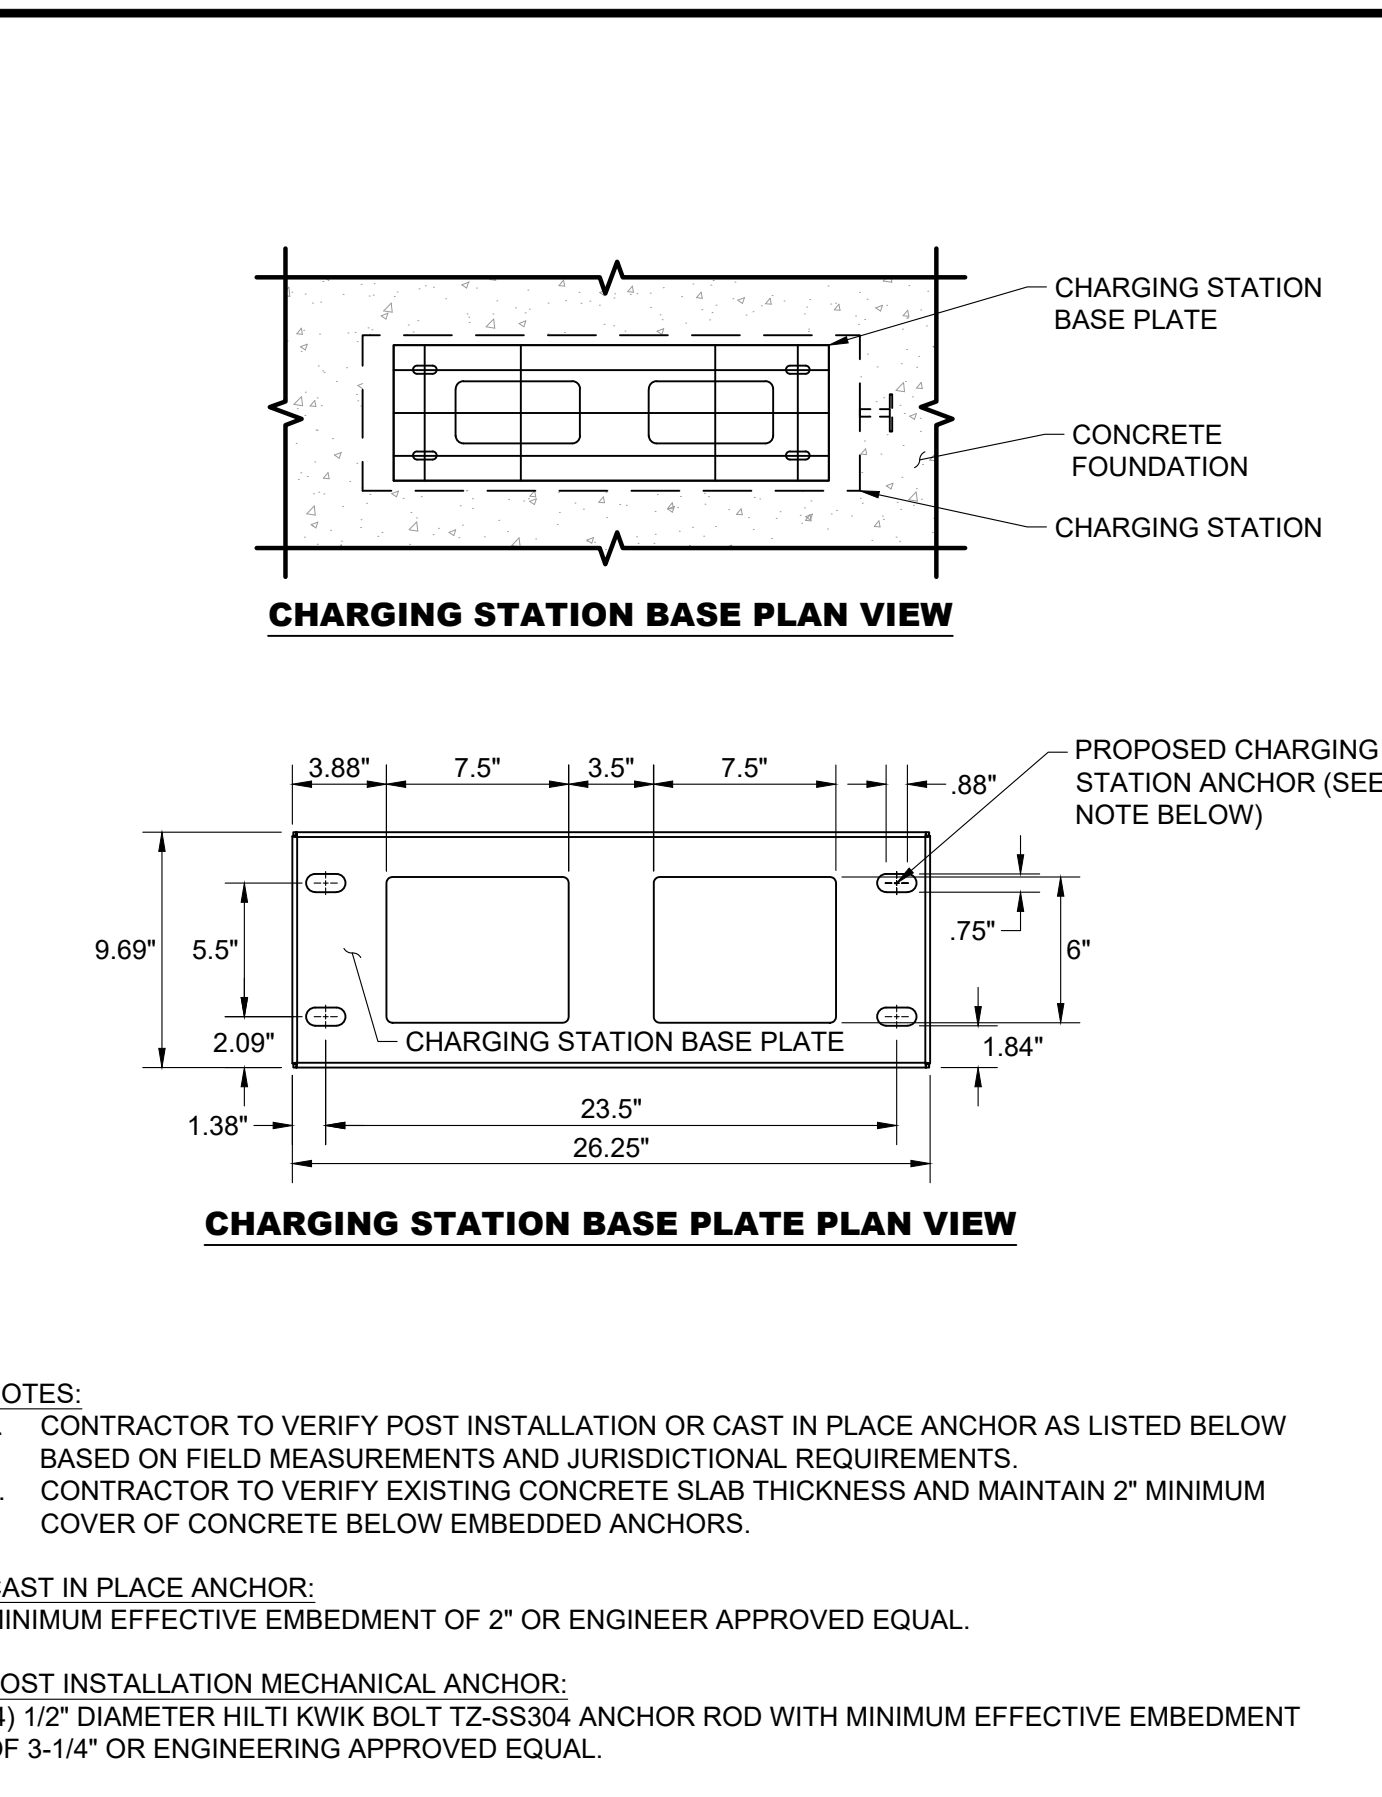 CHARGING STATION
BASE PLATE
CONCRETE
FOUNDATION
CHARGING STATION
CHARGING STATION BASE PLAN VIEW
3.88"
7.5"
3.5"
7.5"
.88"
PROPOSED CHARGING
STATION ANCHOR (SEE
NOTE BELOW)
9.69"
5.5"
.75"
6"
2.09"
CHARGING STATION BASE PLATE
1.84"
1.38"
23.5"
26.25"
CHARGING STATION BASE PLATE PLAN VIEW
OTES:
. CONTRACTOR TO VERIFY POST INSTALLATION OR CAST IN PLACE ANCHOR AS LISTED BELOW
BASED ON FIELD MEASUREMENTS AND JURISDICTIONAL REQUIREMENTS.
. CONTRACTOR TO VERIFY EXISTING CONCRETE SLAB THICKNESS AND MAINTAIN 2" MINIMUM
COVER OF CONCRETE BELOW EMBEDDED ANCHORS.
CAST IN PLACE ANCHOR:
MINIMUM EFFECTIVE EMBEDMENT OF 2" OR ENGINEER APPROVED EQUAL.
OST INSTALLATION MECHANICAL ANCHOR:
4) 1/2" DIAMETER HILTI KWIK BOLT TZ-SS304 ANCHOR ROD WITH MINIMUM EFFECTIVE EMBEDMENT
OF 3-1/4" OR ENGINEERING APPROVED EQUAL.